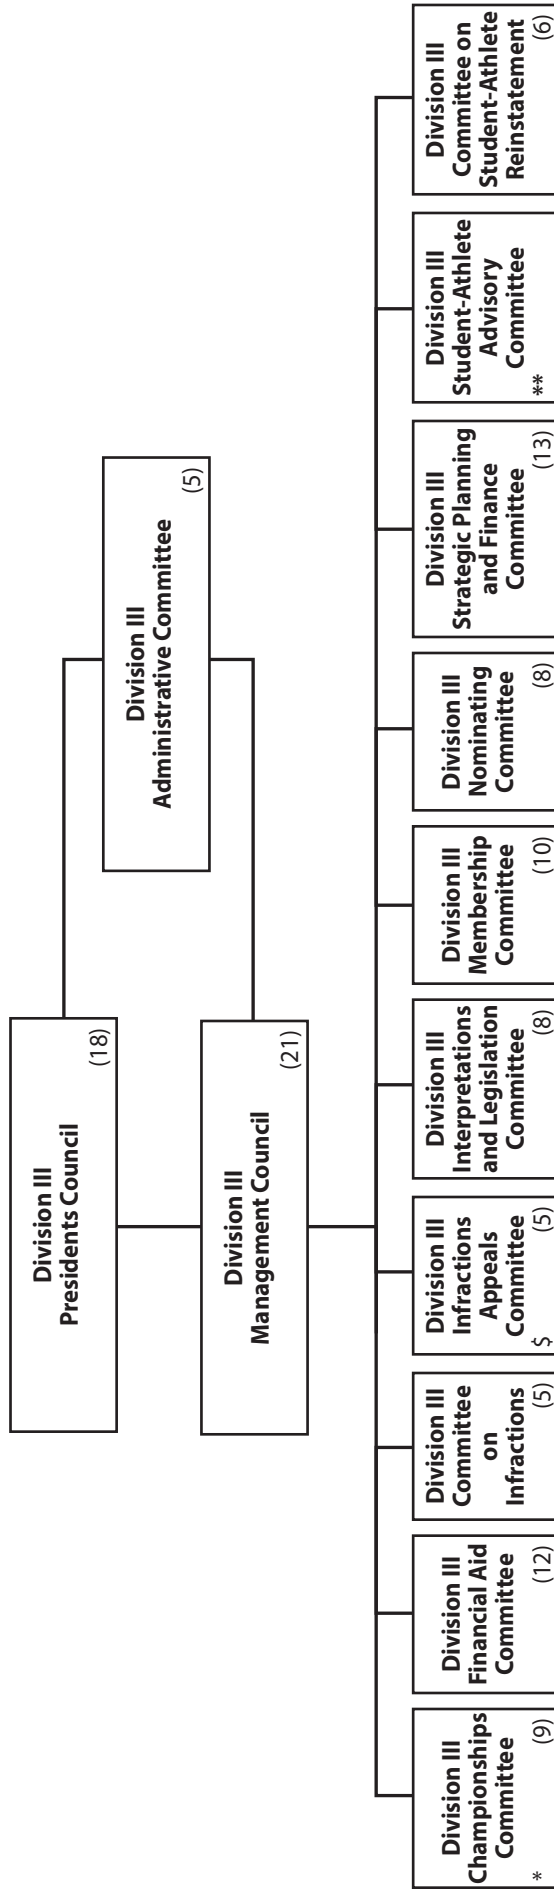 Division III
Presidents Council
(18)
Division III
Administrative Committee
(5)
Division III
Management Council
(21)
Division III
Championships
Committee
* (9)
Division III
Financial Aid
Committee
(12)
Division III
Committee
on
Infractions
(5)
Division III
Infractions
Appeals
Committee
$ (5)
Division III
Interpretations
and Legislation
Committee
(8)
Division III
Membership
Committee
(10)
Division III
Nominating
Committee
(8)
Division III
Strategic Planning
and Finance
Committee
(13)
Division III
Student-Athlete
Advisory
Committee
**
Division III
Committee on
Student-Athlete
Reinstatement
(6)